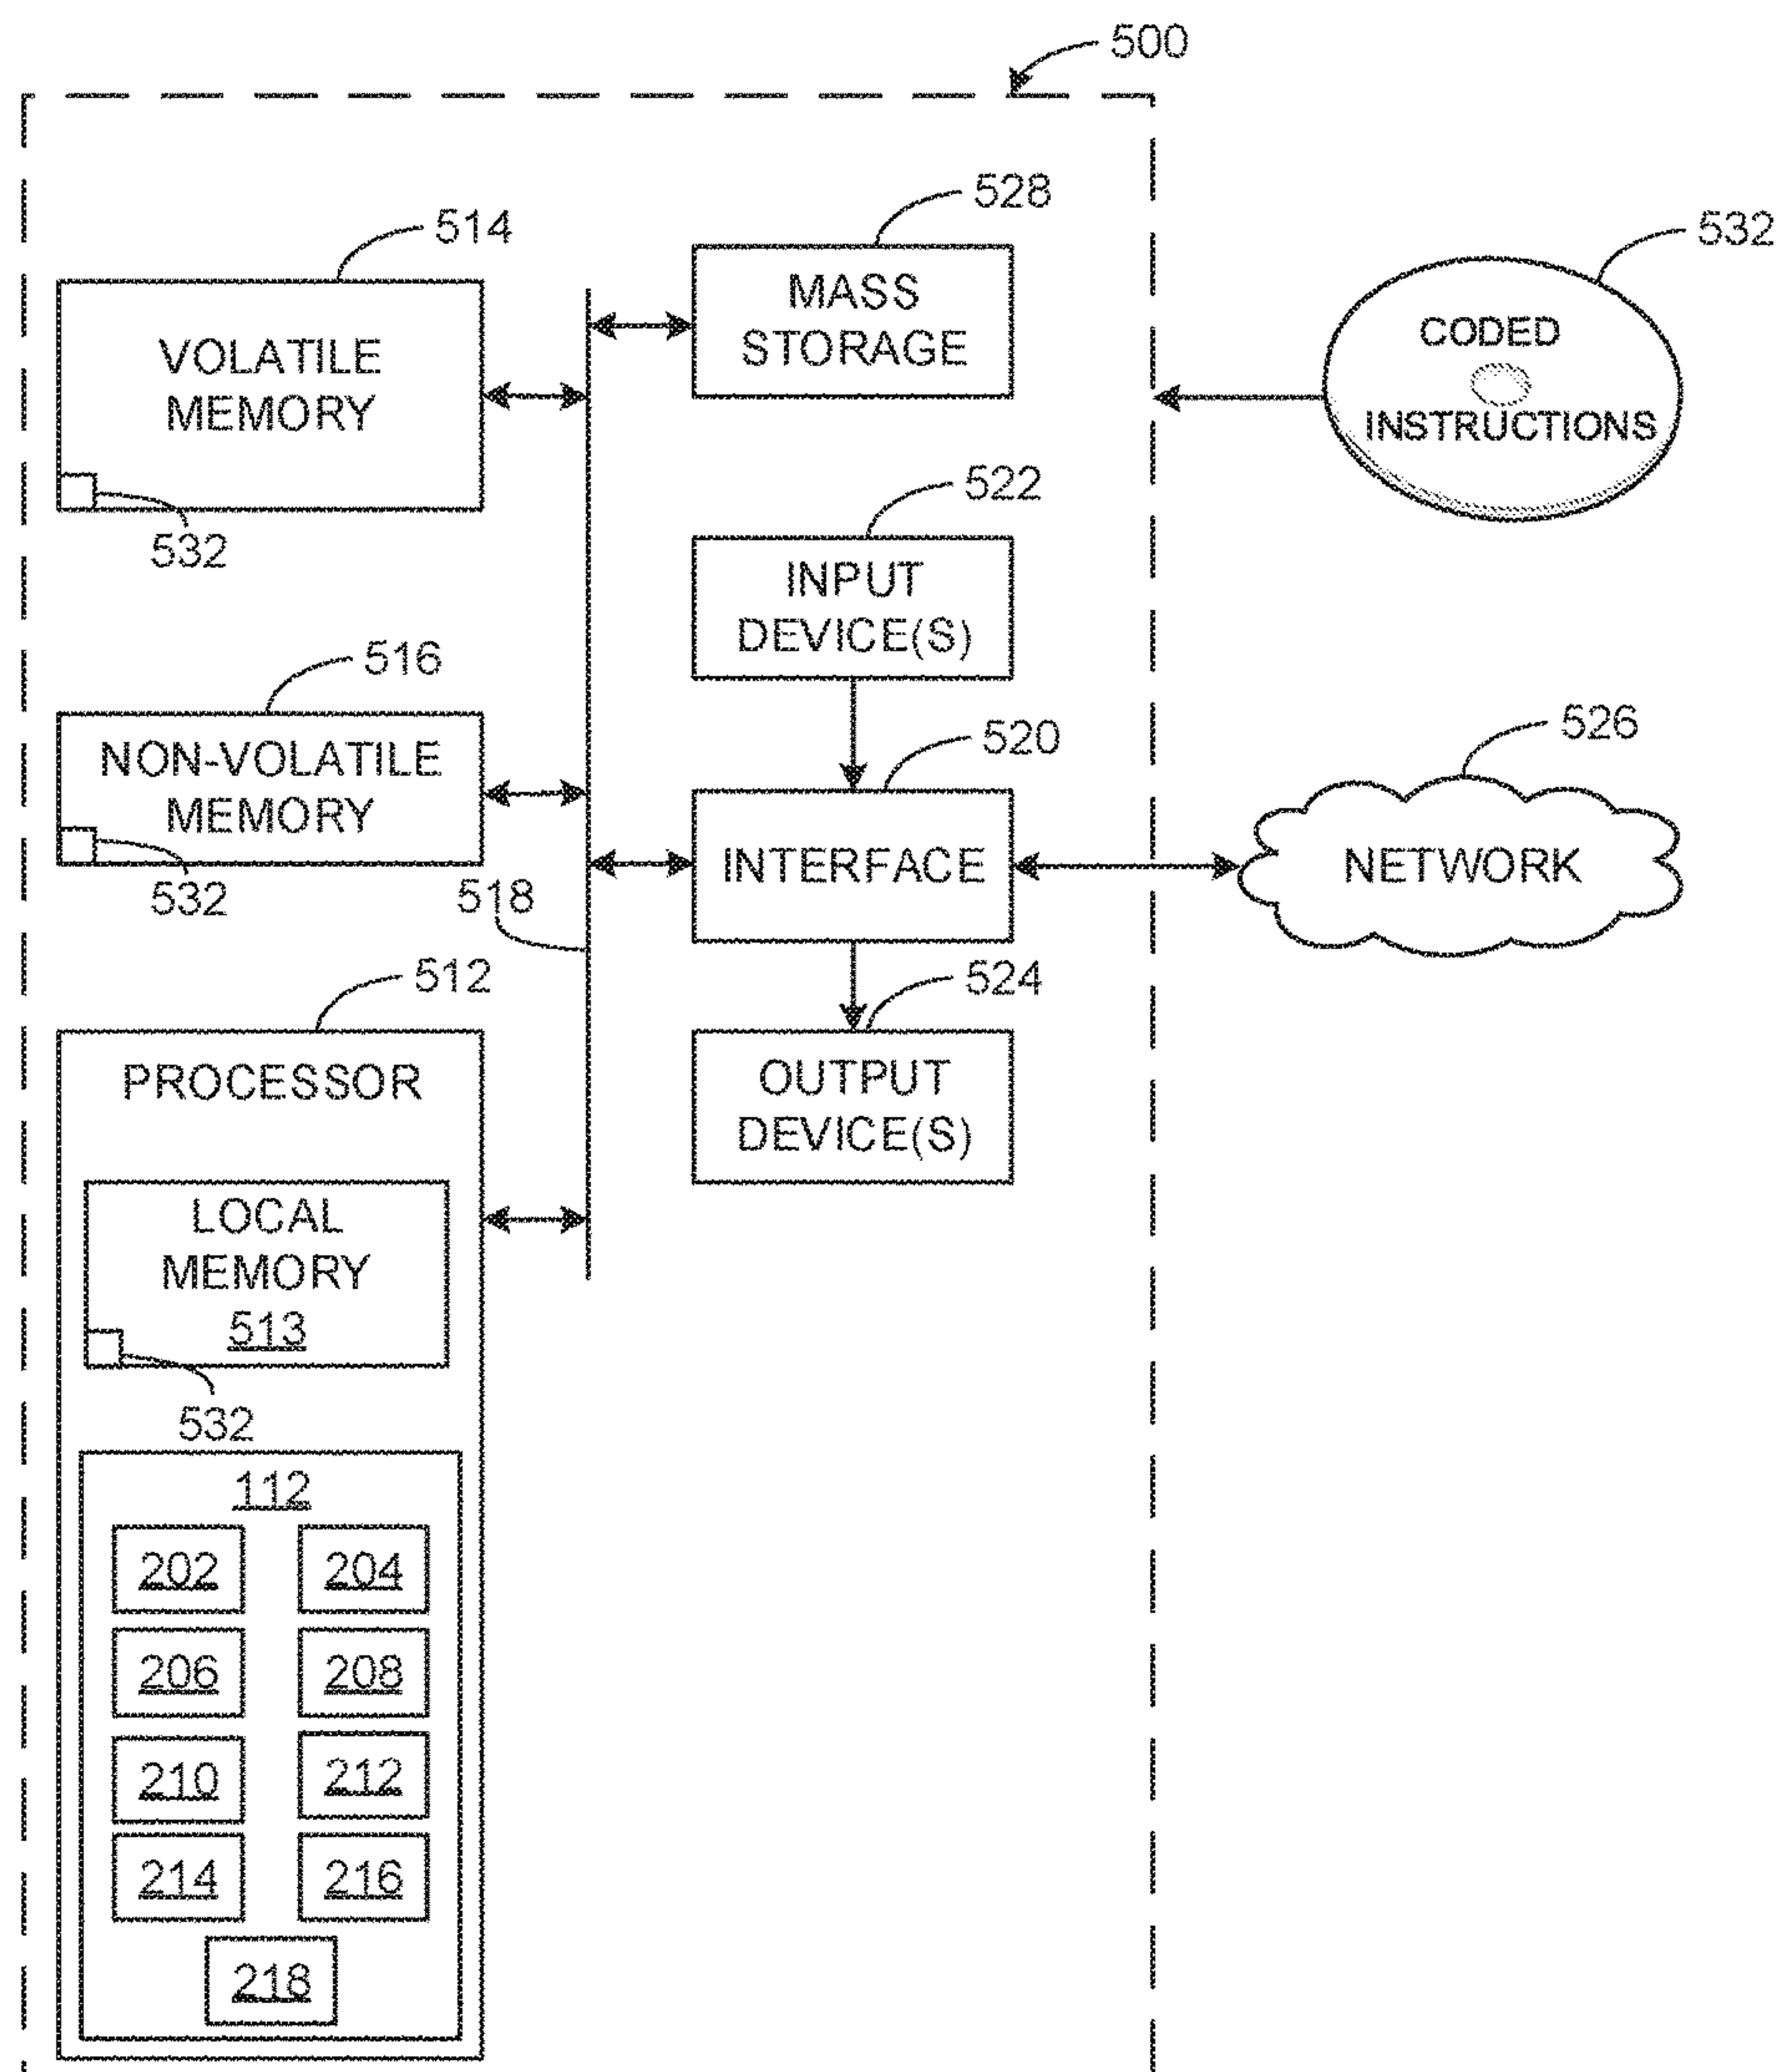 500
514
VOLATILE
MEMORY
532
528
MASS
STORAGE
532
CODED
INSTRUCTIONS
522
INPUT
DEVICE(S)
516
NON-VOLATILE
MEMORY
532
518
520
INTERFACE
526
NETWORK
524
OUTPUT
DEVICE(S)
512
PROCESSOR
LOCAL
MEMORY
513
532
112
202
204
206
208
210
212
214
216
218